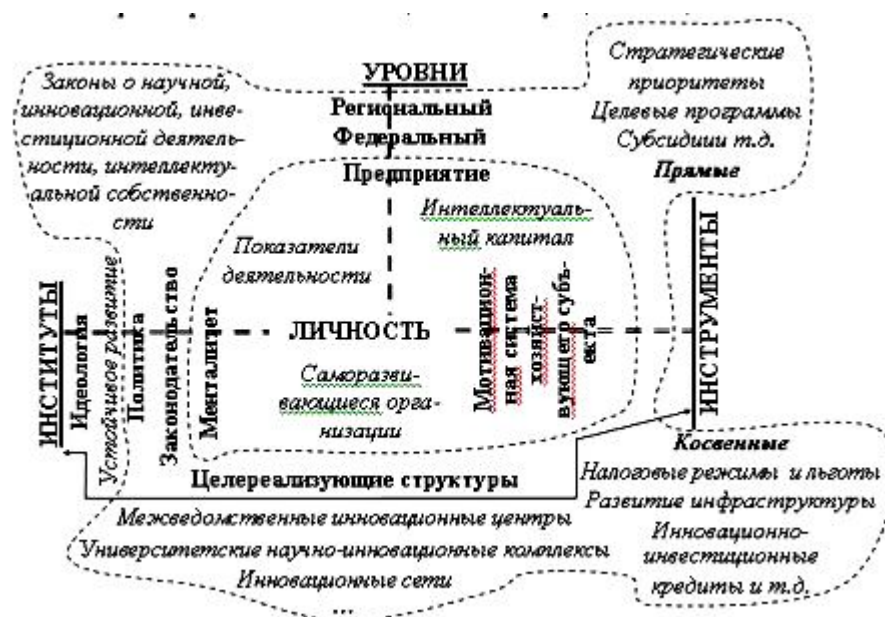 Законы о научной,
инновационной, инве-
стиционной деятель-
ности, интеллекту-
альной собственно-
сти
УРОВНИ
Региональный
Федеральный
Предприятие
Стратегические
приоритеты
Целевые программы
Субсидиии т.д.
Прямые
Показатели
деятельности
Интеллектуаль-
ный капитал
ИНСТИТУТЫ
Идеология
Устойчивое развитие
Политика
Законодательство
Менталитет
ЛИЧНОСТЬ
Саморазви-
вающиеся орга-
низации
Мотивацион-
ная система
хозяйст-
вующего субъ-
екта
ИНСТРУМЕНТЫ
Косвенные
Налоговые режимы и льготы
Развитие инфраструктуры
Инновационно-
инвестиционные
кредиты и т.д.
Целереализующие структуры
Межведомственные инновационные центры
Университетские научно-инновационные комплексы
Инновационные сети
...